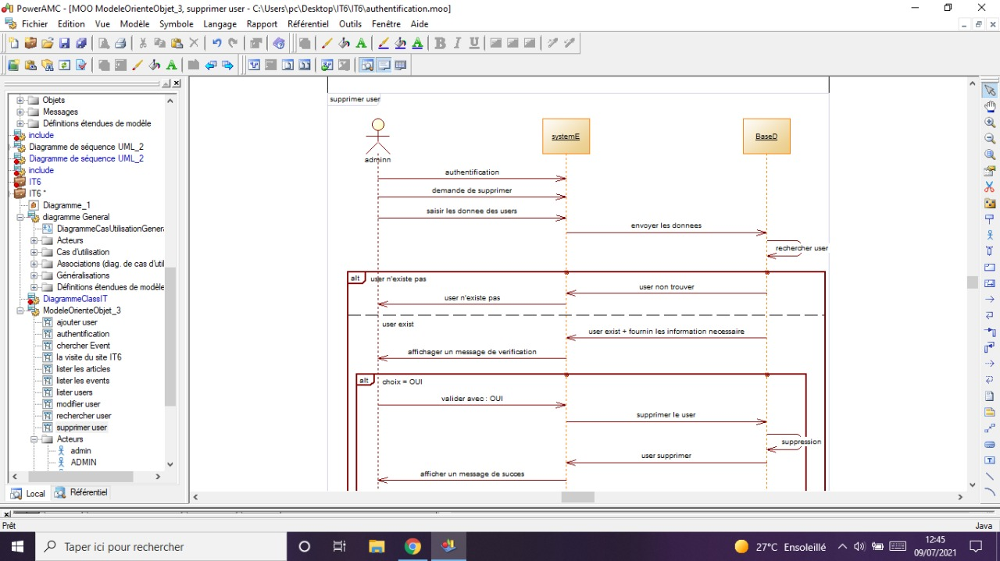 PowerAMC - [MOO ModeleOrienteObjet_3, supprimer user - C:\Users\pc\Desktop\IT6\IT6\authentification.moo]
Fichier Edition Vue Modèle Symbole Langage Rapport Référentiel Outils Fenêtre Aide
Objets
Messages
Définitions étendues de modèle
include
Diagramme de séquence UML_2
Diagramme de séquence UML_2
include
IT6
IT6 *
Diagramme_1
diagramme General
DiagrammeCasUtilisationGenera
Acteurs
Cas d'utilisation
Associations (diag. de cas d'util
Généralisations
Définitions étendues de modèle
DiagrammeClassIT
ModeleOrienteObjet_3
ajouter user
authentification
chercher Event
la visite du site IT6
lister les articles
lister les events
lister users
modifier user
rechercher user
supprimer user
Acteurs
admin
ADMIN
Local Référentiel
supprimer user
adminn
systemE
BaseD
authentification
demande de supprimer
saisir les donnee des users
envoyer les donnees
rechercher user
alt user n'existe pas
user non trouver
user n'existe pas
user exist
user exist + fournin les information necessaire
affichager un message de verification
alt choix = OUI
valider avec : OUI
supprimer le user
suppression
user supprimer
afficher un message de succes
Prêt
Java
Taper ici pour rechercher
27°C Ensoleillé
12:45
09/07/2021